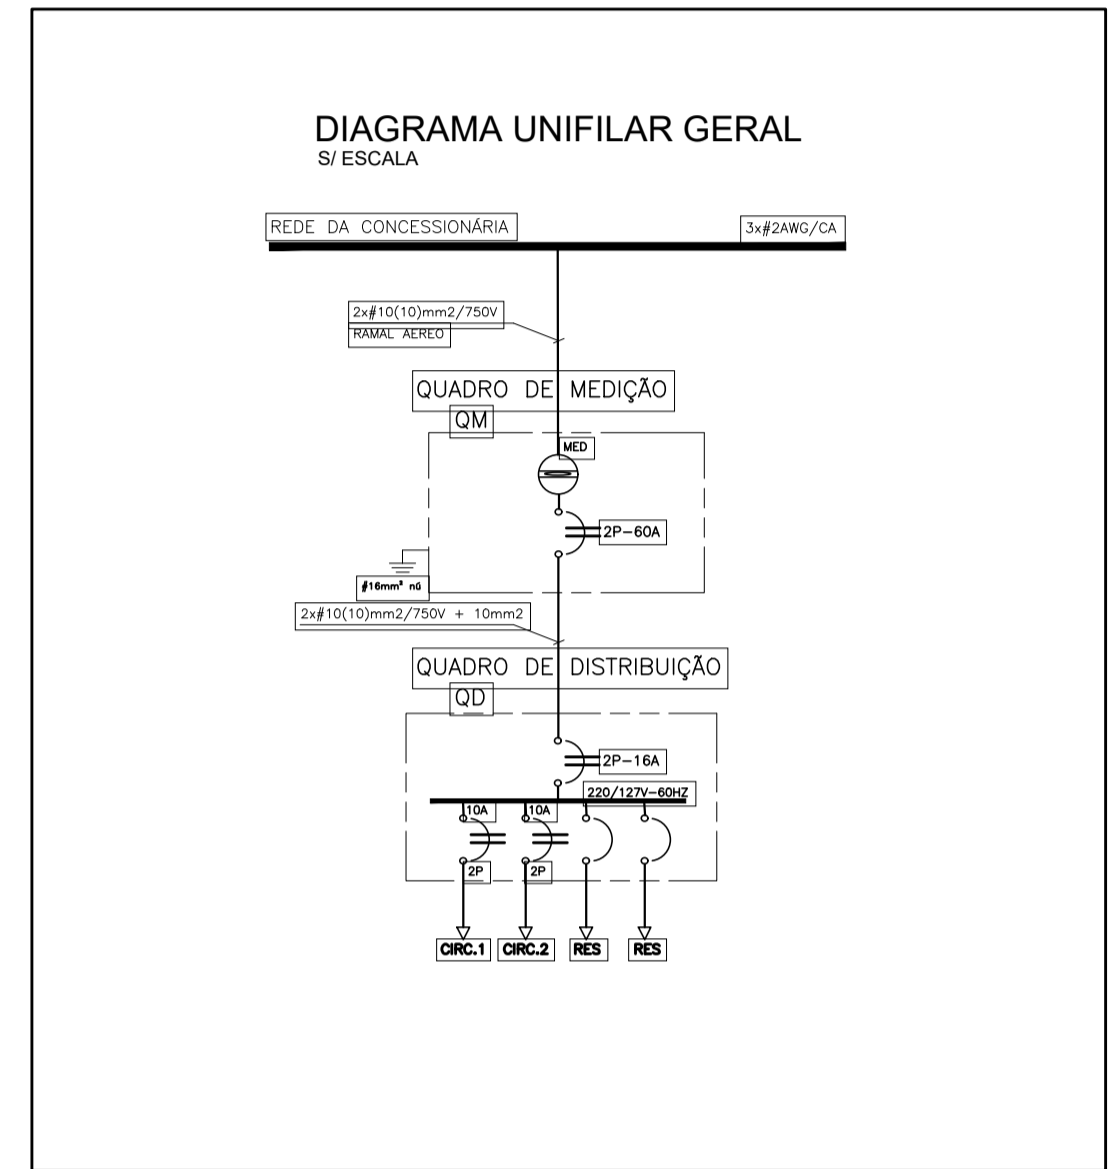 DIAGRAMA UNIFILAR GERAL
S/ ESCALA
REDE DA CONCESSIONÁRIA
3x#2AWG/CA
2x#10(10)mm2/750V
RAMAL AEREO
QUADRO DE MEDIÇÃO
QM
MED
2P-60A
#16mm² nú
2x#10(10)mm2/750V + 10mm2
QUADRO DE DISTRIBUIÇÃO
QD
2P-16A
220/127V-60HZ
10A
10A
2P
2P
CIRC.1
CIRC.2
RES
RES